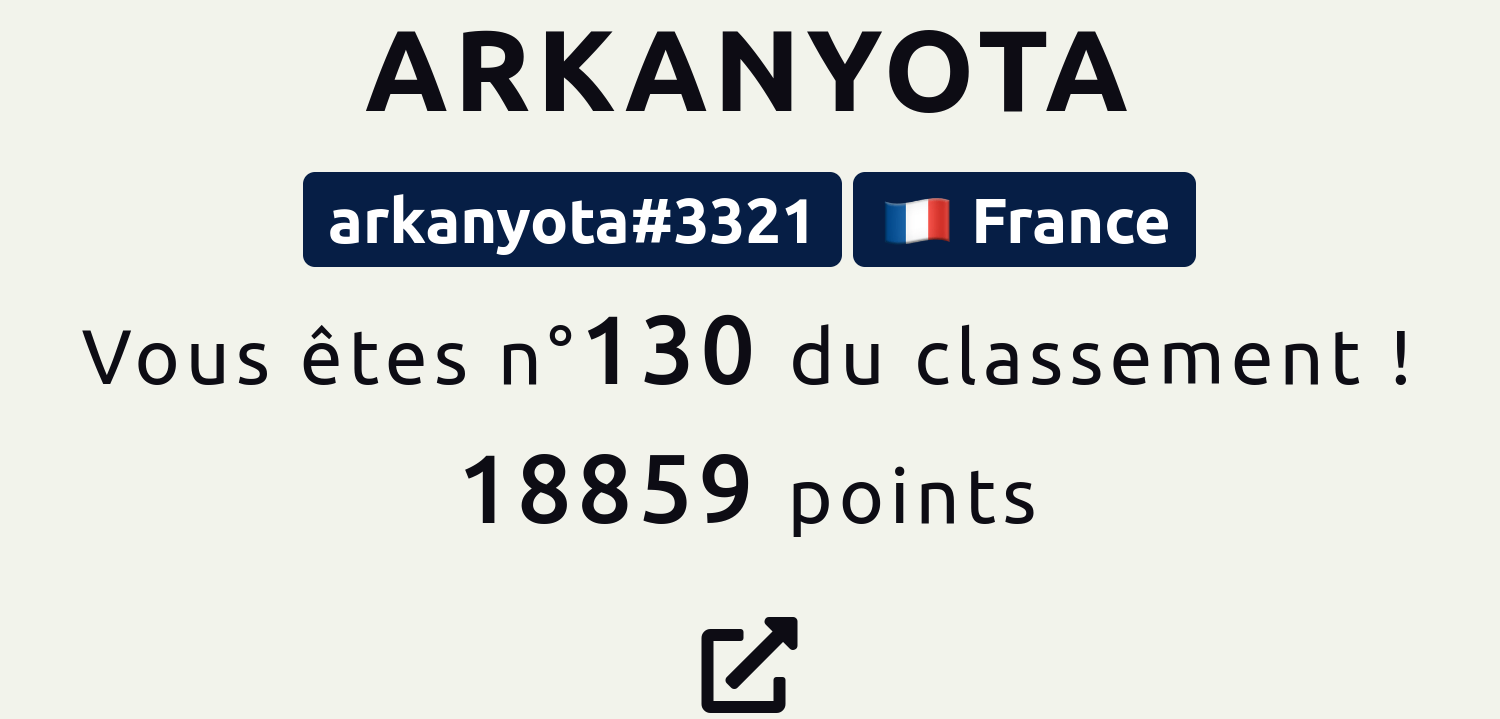 ARKANYOTA
arkanyota#3321 🇫🇷 France
Vous êtes n°130 du classement !
18859 points